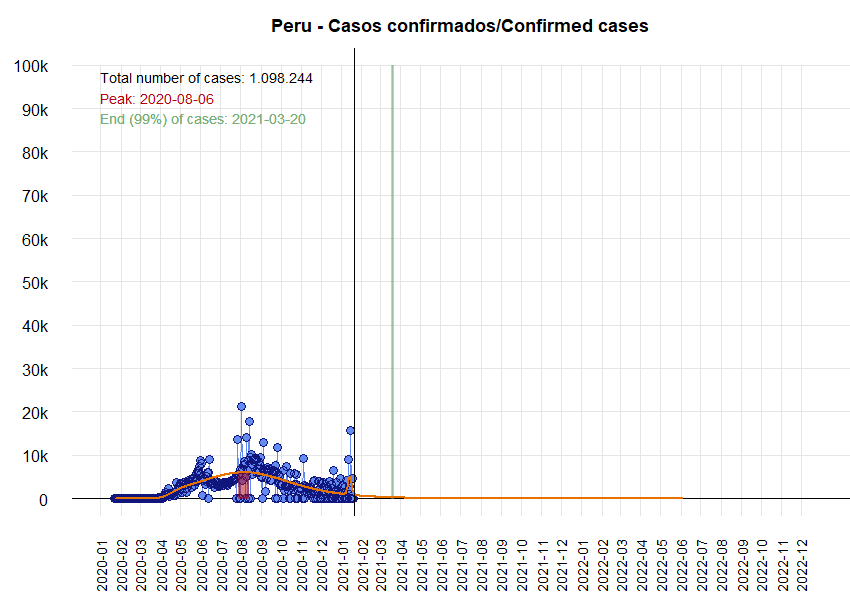 Peru - Casos confirmados/Confirmed cases
100k
90k
80k
70k
60k
50k
40k
30k
20k
10k
0
Total number of cases: 1.098.244
Peak: 2020-08-06
End (99%) of cases: 2021-03-20
2020-01
2020-02
2020-03
2020-04
2020-05
2020-06
2020-07
2020-08
2020-09
2020-10
2020-11
2020-12
2021-01
2021-02
2021-03
2021-04
2021-05
2021-06
2021-07
2021-08
2021-09
2021-10
2021-11
2021-12
2022-01
2022-02
2022-03
2022-04
2022-05
2022-06
2022-07
2022-08
2022-09
2022-10
2022-11
2022-12